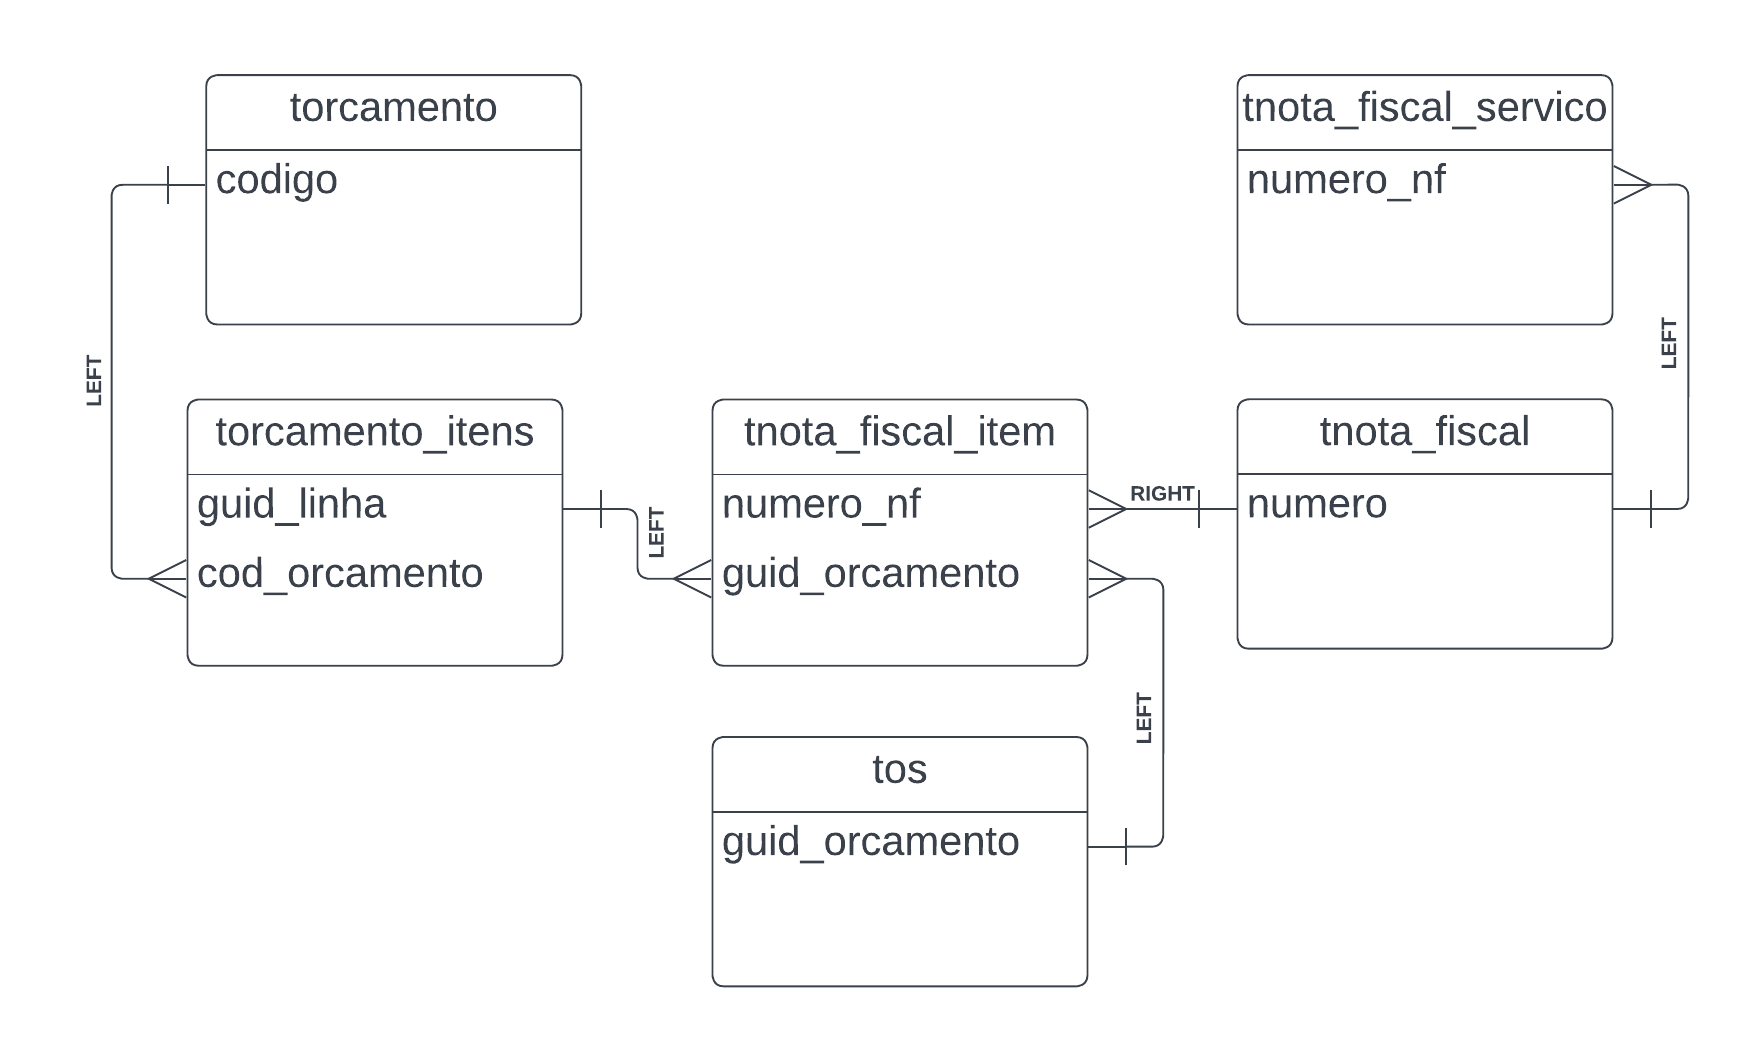 torcamento
codigo
tnota_fiscal_servico
numero_nf
LEFT
LEFT
torcamento_itens
guid_linha
cod_orcamento
LEFT
tnota_fiscal_item
numero_nf
guid_orcamento
RIGHT
tnota_fiscal
numero
LEFT
tos
guid_orcamento